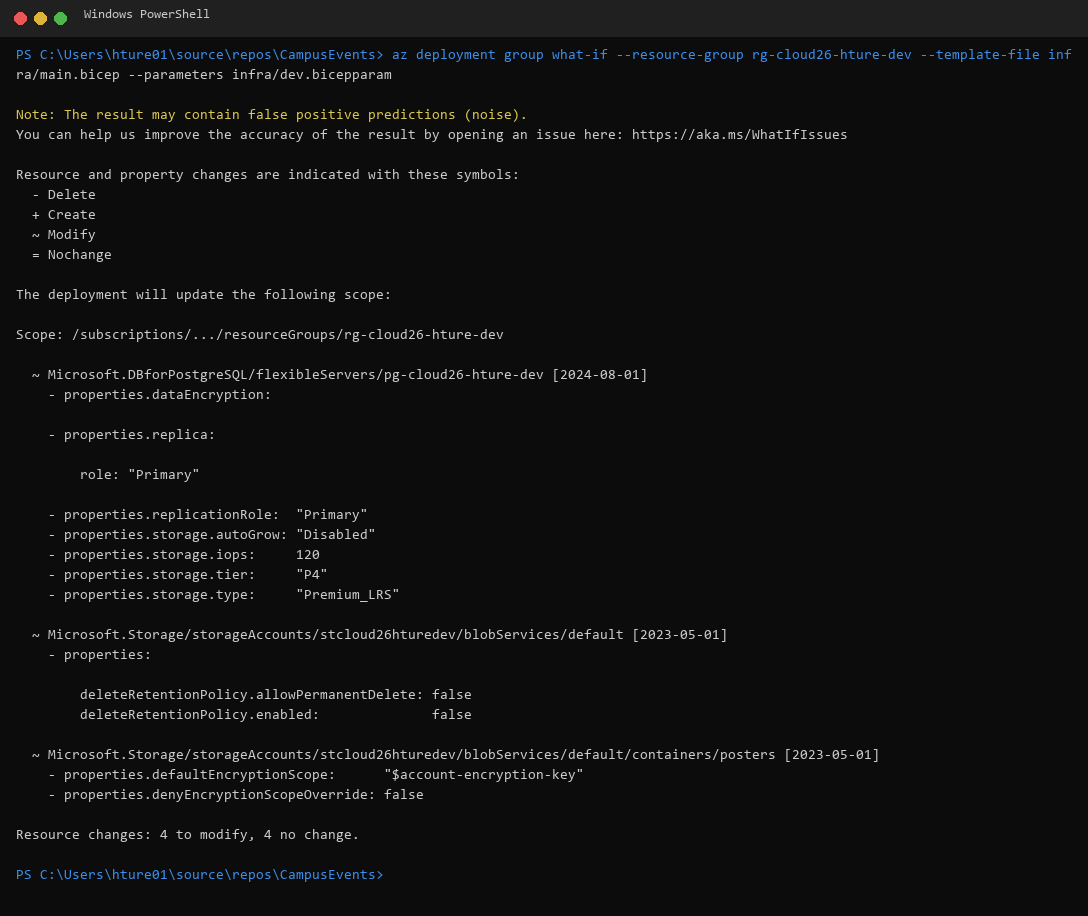 Windows PowerShell
PS C:\Users\hture01\source\repos\CampusEvents> az deployment group what-if --resource-group rg-cloud26-hture-dev --template-file inf
ra/main.bicep --parameters infra/dev.bicepparam
Note: The result may contain false positive predictions (noise).
You can help us improve the accuracy of the result by opening an issue here: https://aka.ms/WhatIfIssues
Resource and property changes are indicated with these symbols:
- Delete
+ Create
~ Modify
= Nochange
The deployment will update the following scope:
Scope: /subscriptions/.../resourceGroups/rg-cloud26-hture-dev
~ Microsoft.DBforPostgreSQL/flexibleServers/pg-cloud26-hture-dev [2024-08-01]
- properties.dataEncryption:
- properties.replica:
role: "Primary"
- properties.replicationRole: "Primary"
- properties.storage.autoGrow: "Disabled"
- properties.storage.iops: 120
- properties.storage.tier: "P4"
- properties.storage.type: "Premium_LRS"
~ Microsoft.Storage/storageAccounts/stcloud26hturedev/blobServices/default [2023-05-01]
- properties:
deleteRetentionPolicy.allowPermanentDelete: false
deleteRetentionPolicy.enabled: false
~ Microsoft.Storage/storageAccounts/stcloud26hturedev/blobServices/default/containers/posters [2023-05-01]
- properties.defaultEncryptionScope: "$account-encryption-key"
- properties.denyEncryptionScopeOverride: false
Resource changes: 4 to modify, 4 no change.
PS C:\Users\hture01\source\repos\CampusEvents>